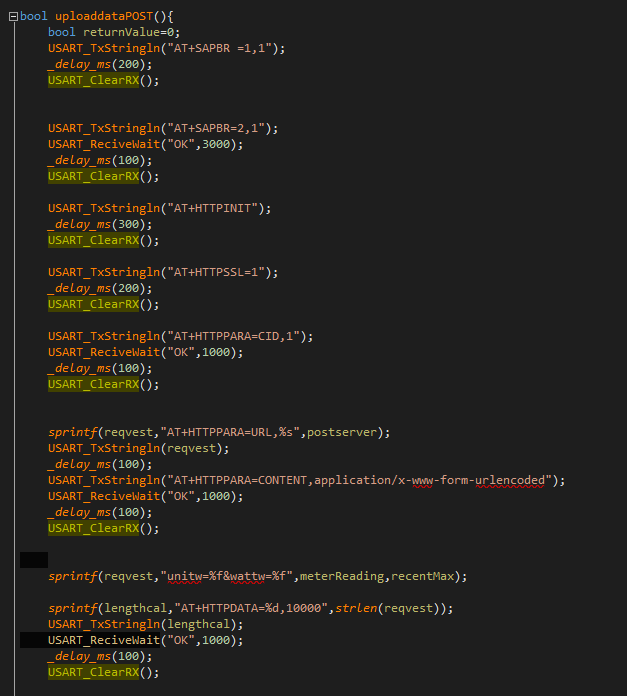 bool uploaddataPOST(){
bool returnValue=0;
USART_TxStringln("AT+SAPBR =1,1");
_delay_ms(200);
USART_ClearRX();
USART_TxStringln("AT+SAPBR=2,1");
USART_ReciveWait("OK",3000);
_delay_ms(100);
USART_ClearRX();
USART_TxStringln("AT+HTTPINIT");
_delay_ms(300);
USART_ClearRX();
USART_TxStringln("AT+HTTPSSL=1");
_delay_ms(200);
USART_ClearRX();
USART_TxStringln("AT+HTTPPARA=CID,1");
USART_ReciveWait("OK",1000);
_delay_ms(100);
USART_ClearRX();
sprintf(reqvest,"AT+HTTPPARA=URL,%s",postserver);
USART_TxStringln(reqvest);
_delay_ms(100);
USART_TxStringln("AT+HTTPPARA=CONTENT,application/x-www-form-urlencoded");
USART_ReciveWait("OK",1000);
_delay_ms(100);
USART_ClearRX();
sprintf(reqvest,"unitw=%f&wattw=%f",meterReading,recentMax);
sprintf(lengthcal,"AT+HTTPDATA=%d,10000",strlen(reqvest));
USART_TxStringln(lengthcal);
USART_ReciveWait("OK",1000);
_delay_ms(100);
USART_ClearRX();